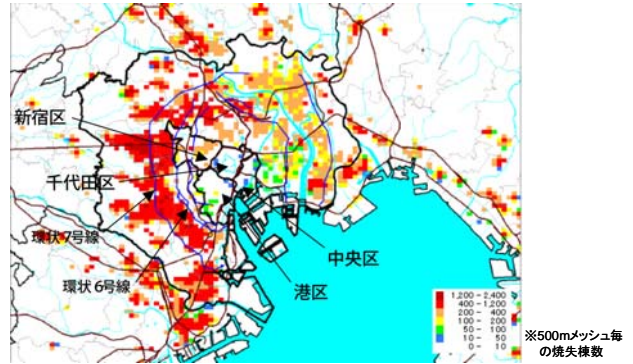 新宿区
千代田区
環状7号線
環状6号線
中央区
港区
1,200 - 2,400
400 - 1,200
200 - 400
100 - 200
50 - 100
10 - 50
0 - 10
※500mメッシュ毎
の焼失棟数